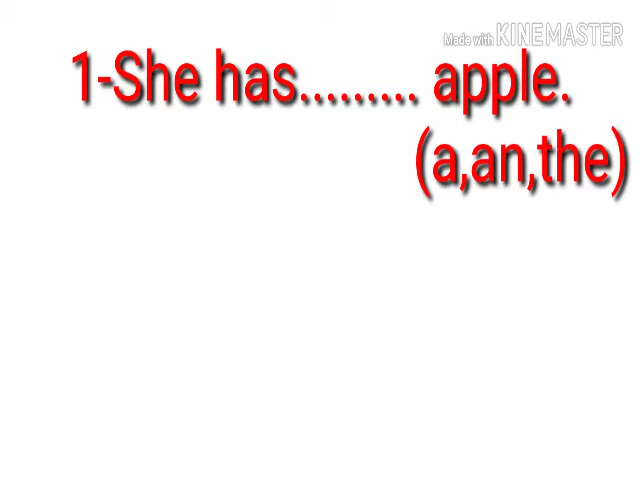 Made with KINEMASTER
1-She has......... apple.
(a,an,the)